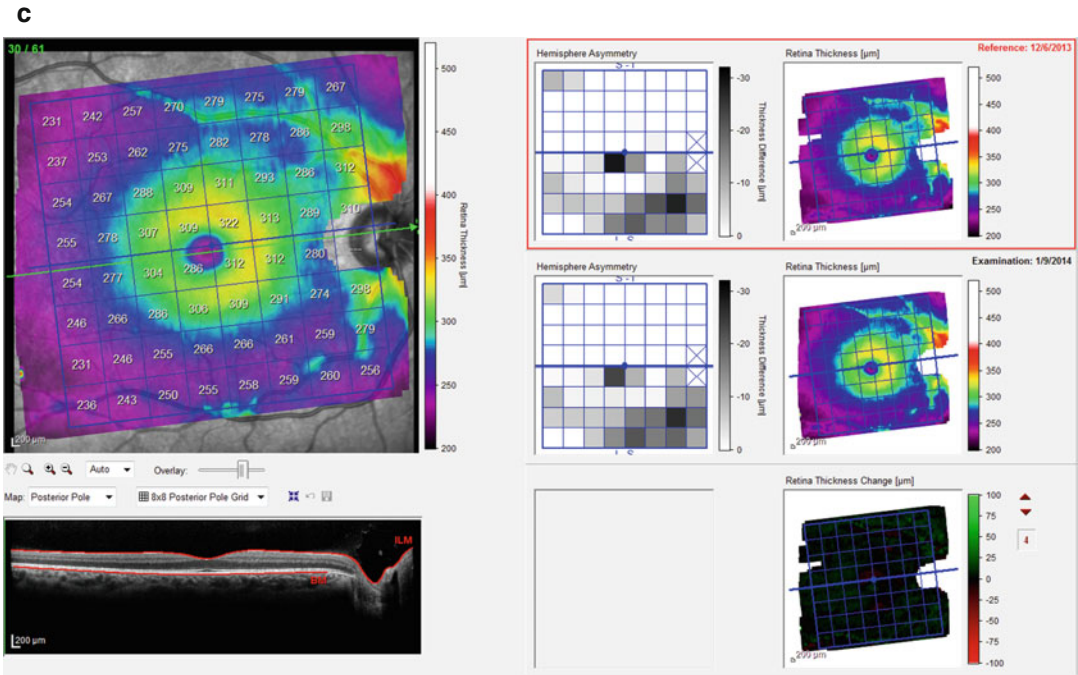 c
30 / 61
231 242 257 270 279 275 279 267
237 253 262 275 282 278 286 298
254 267 288 309 311 293 286 312
255 278 307 309 322 313 289 310
254 277 304 286 312 312 280
246 266 286 306 309 291 274 298
231 246 255 266 266 261 259 279
236 243 250 255 258 259 260 256
200 µm
500
450
400
350
300
250
200
Retina Thickness [µm]
Auto
Overlay:
Map: Posterior Pole
8x8 Posterior Pole Grid
ILM
BM
200 µm
Reference: 12/6/2013
Hemisphere Asymmetry
S - I
I - S
-30
-20
-10
0
Thickness Difference [µm]
Retina Thickness [µm]
200 µm
500
450
400
350
300
250
200
Examination: 1/9/2014
Hemisphere Asymmetry
S - I
I - S
-30
-20
-10
0
Thickness Difference [µm]
Retina Thickness [µm]
200 µm
500
450
400
350
300
250
200
Retina Thickness Change [µm]
200 µm
100
75
50
25
0
-25
-50
-75
-100
4